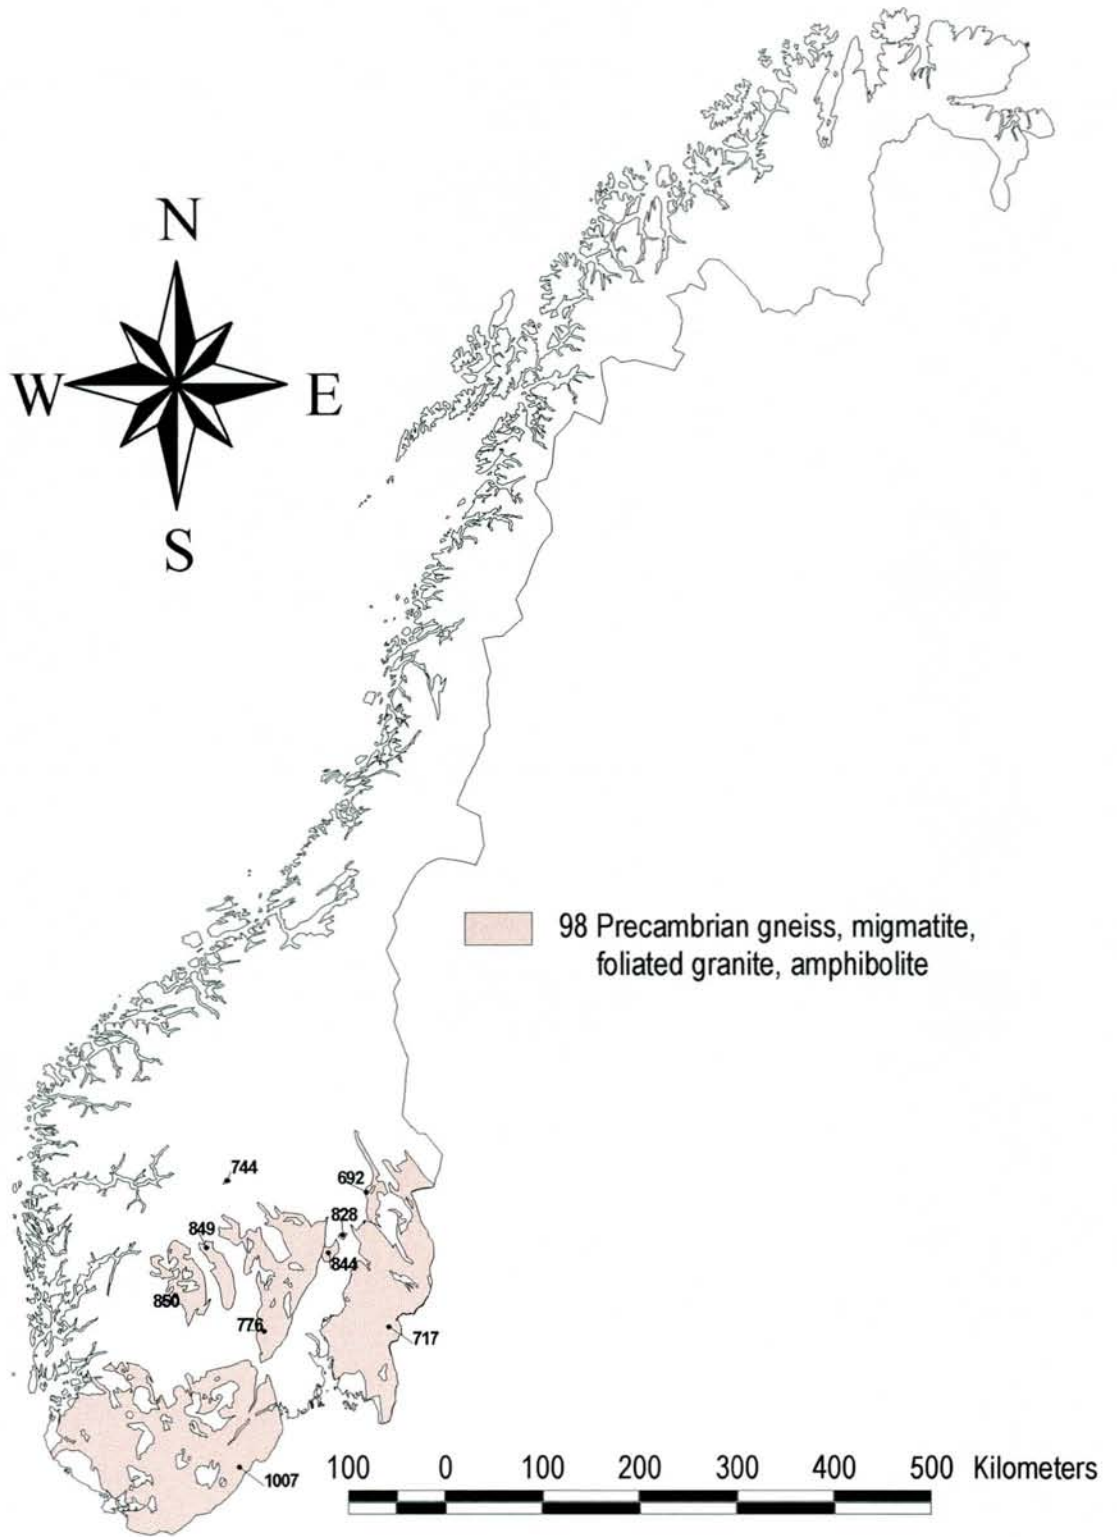 N
W
E
S
98 Precambrian gneiss, migmatite,
foliated granite, amphibolite
744
692
828
849
844
850
776
717
1007
100 0 100 200 300 400 500 Kilometers